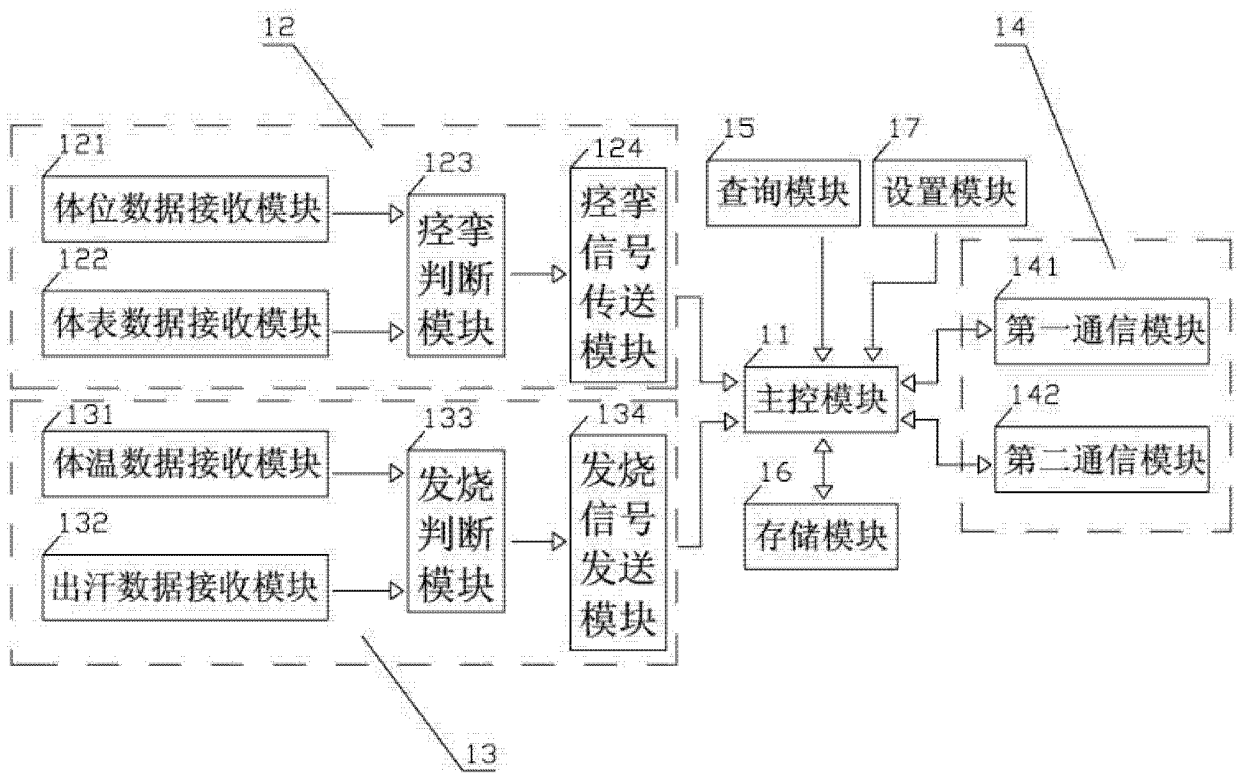 12
14
121
体位数据接收模块
122
体表数据接收模块
123
痉挛
判断
模块
124
痉挛
信号
传送
模块
15
查询模块
17
设置模块
131
体温数据接收模块
132
出汗数据接收模块
133
发烧
判断
模块
134
发烧
信号
发送
模块
11
主控模块
16
存储模块
141
第一通信模块
142
第二通信模块
13